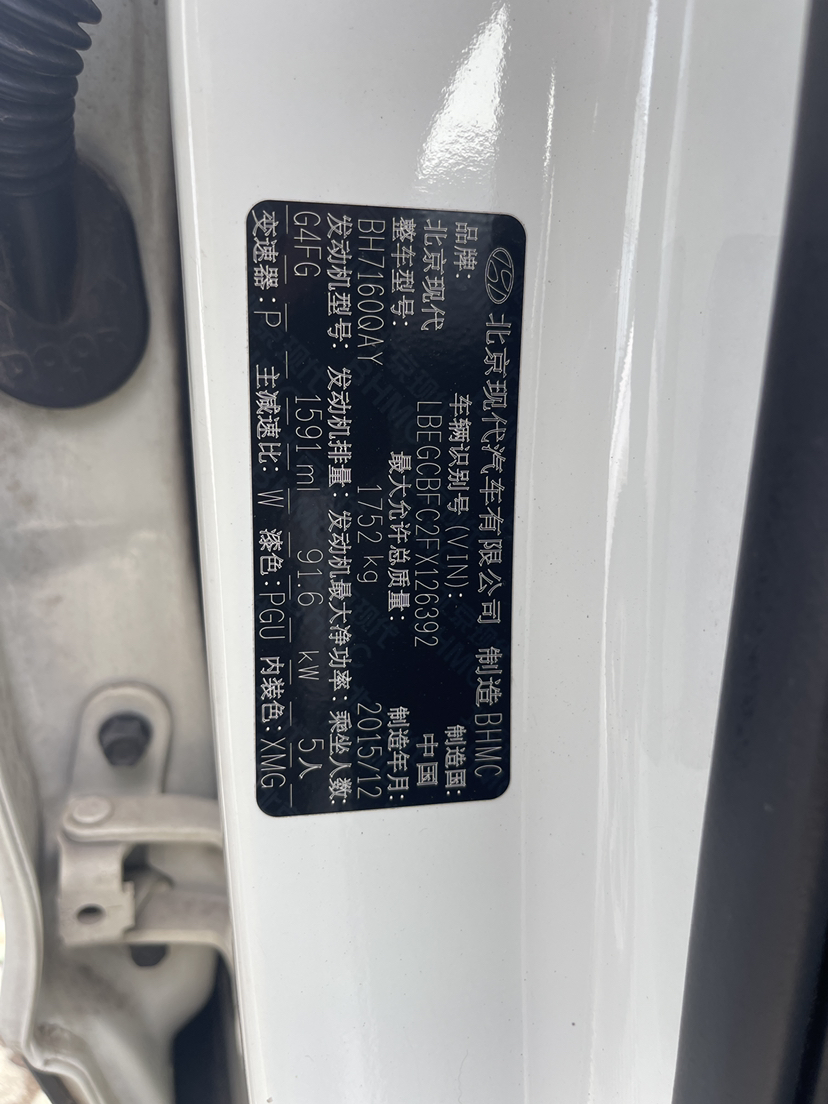 北京现代汽车有限公司 制造 BHMC
品牌: 车辆识别号(VIN): 制造国:
北京现代 LBEGCBFC2FX126392 中国
整车型号: 最大允许总质量: 制造年月:
BH7160QAY 1752 kg 2015/12
发动机型号: 发动机排量: 发动机最大净功率: 乘坐人数:
G4FG 1591 ml 91.6 kW 5人
变速器: P 主减速比: W 漆色: PGU 内装色: XMG